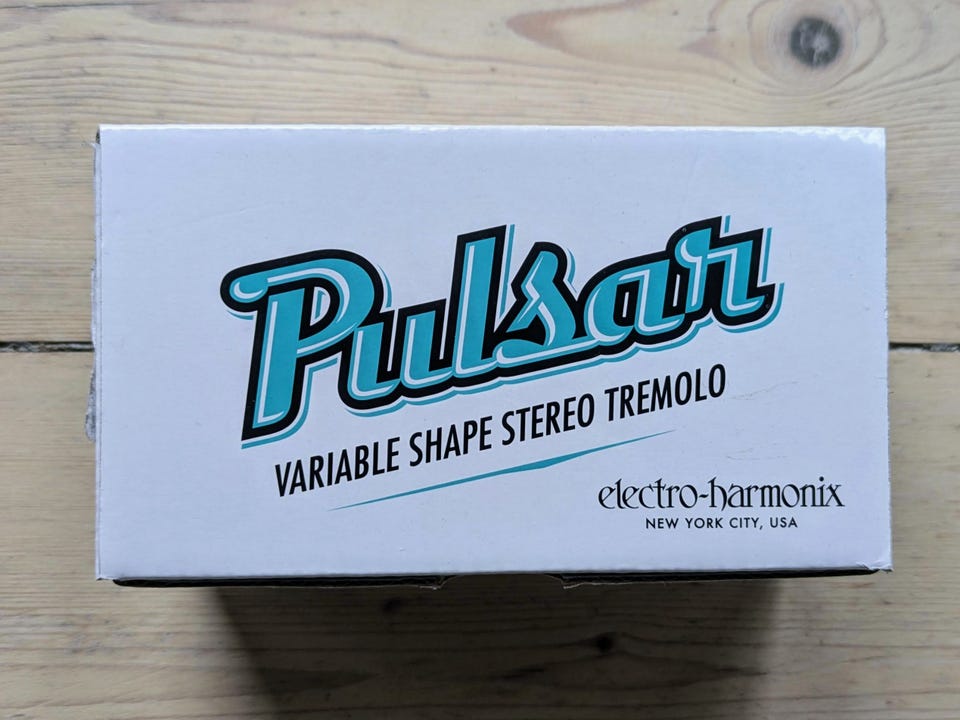 Pulsar
VARIABLE SHAPE STEREO TREMOLO
electro-harmonix
NEW YORK CITY, USA